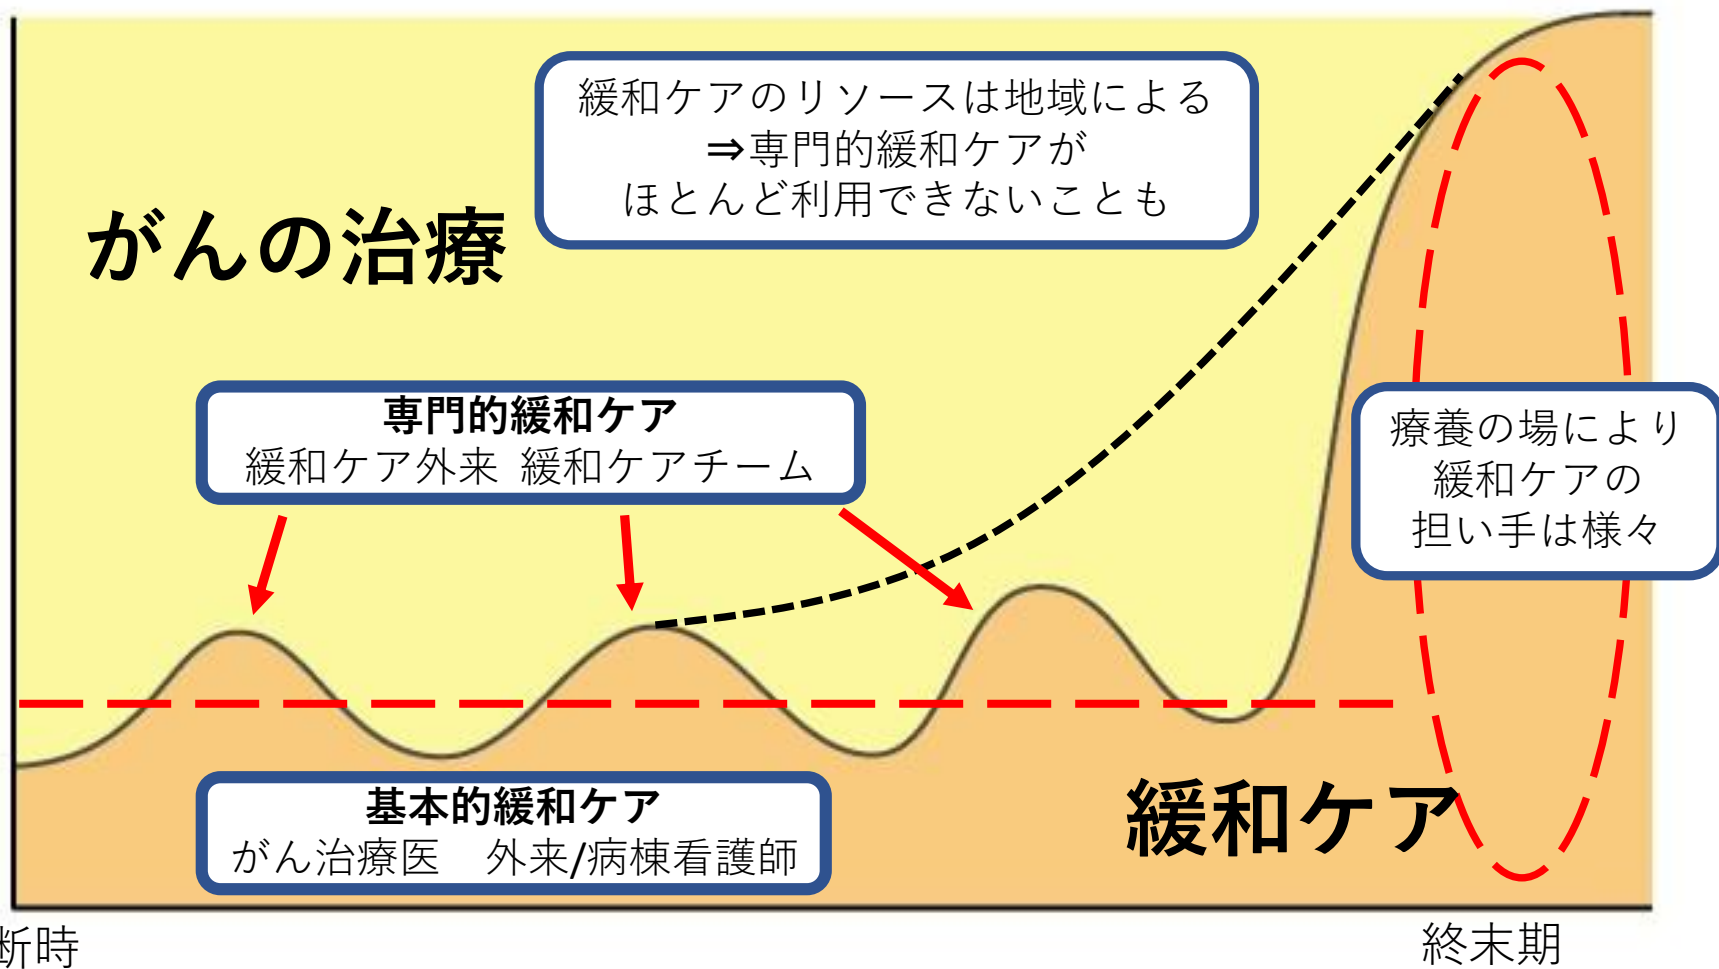 緩和ケアのリソースは地域による
⇒専門的緩和ケアが
ほとんど利用できないことも
がんの治療
専門的緩和ケア
緩和ケア外来 緩和ケアチーム
療養の場により
緩和ケアの
担い手は様々
基本的緩和ケア
がん治療医　外来/病棟看護師
緩和ケア
断時
終末期